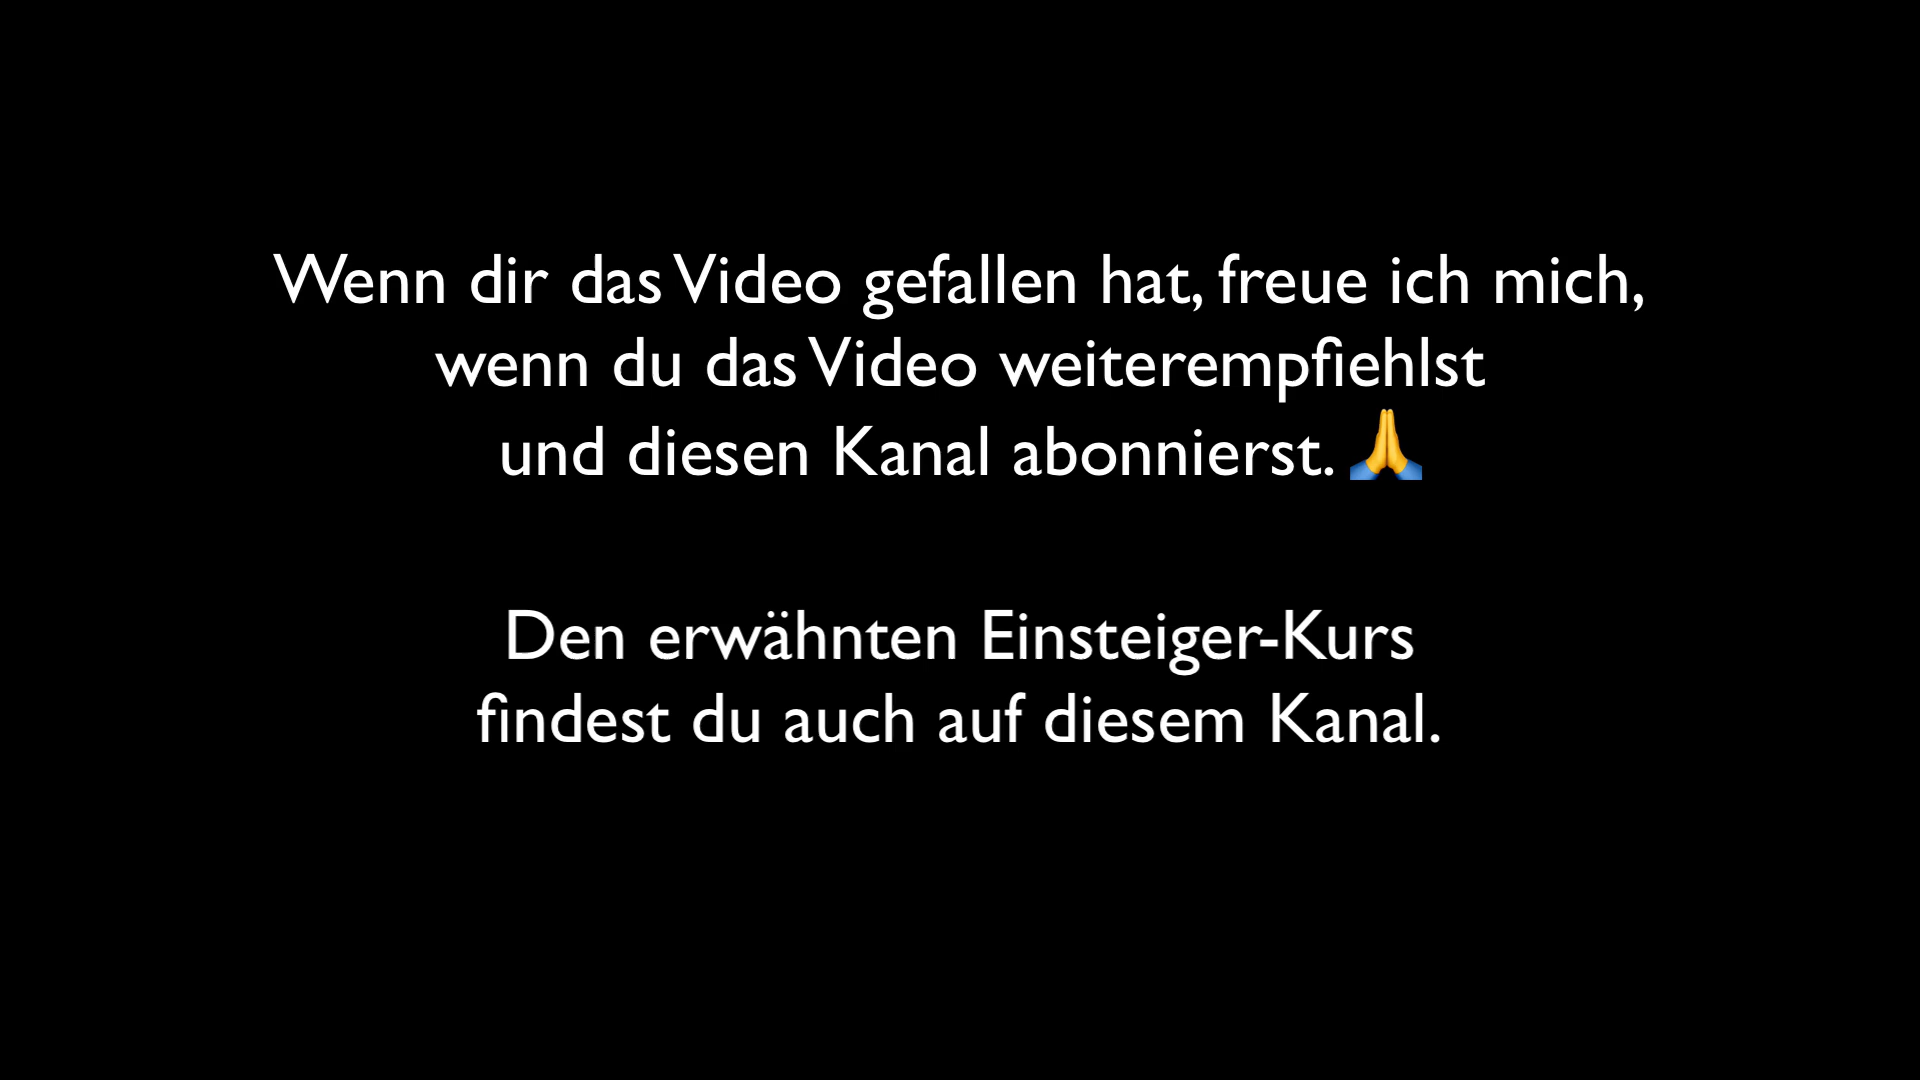 Wenn dir das Video gefallen hat, freue ich mich,
wenn du das Video weiterempfiehlst
und diesen Kanal abonnierst. 🙏
Den erwähnten Einsteiger-Kurs
findest du auch auf diesem Kanal.